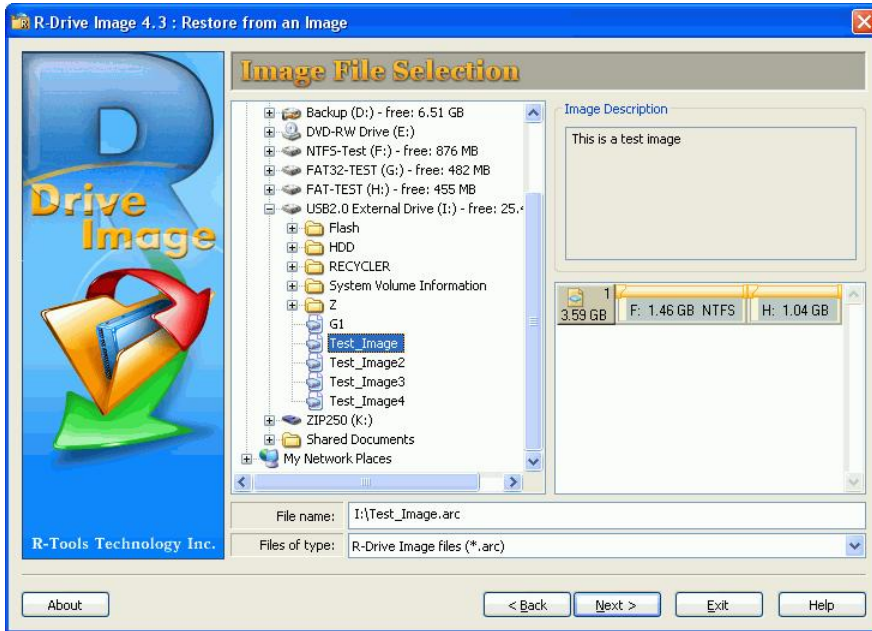 R-Drive Image 4.3 : Restore from an Image
Image File Selection
R
Drive
Image
R-Tools Technology Inc.
Backup (D:) - free: 6.51 GB
DVD-RW Drive (E:)
NTFS-Test (F:) - free: 876 MB
FAT32-TEST (G:) - free: 482 MB
FAT-TEST (H:) - free: 455 MB
USB2.0 External Drive (I:) - free: 25.4
Flash
HDD
RECYCLER
System Volume Information
Z
G1
Test_Image
Test_Image2
Test_Image3
Test_Image4
ZIP250 (K:)
Shared Documents
My Network Places
Image Description
This is a test image
1
3.59 GB
F: 1.46 GB NTFS
H: 1.04 GB
File name: I:\Test_Image.arc
Files of type: R-Drive Image files (*.arc)
About
< Back
Next >
Exit
Help